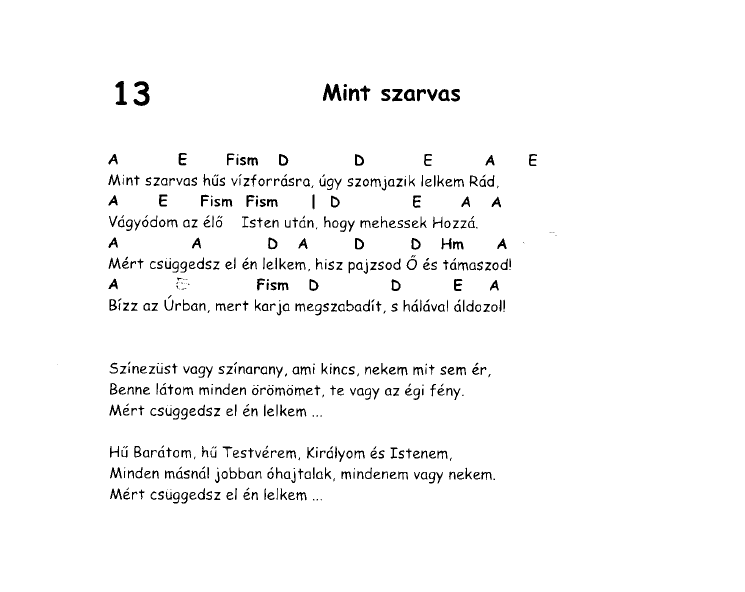 13 Mint szarvas
A E Fism D D E A E
Mint szarvas hűs vízforrásra, úgy szomjazik lelkem Rád,
A E Fism Fism | D E A A
Vágyódom az élő Isten után, hogy mehessek Hozzá.
A A D A D D Hm A
Mért csüggedsz el én lelkem, hisz pajzsod Ő és támaszod!
A E Fism D D E A
Bízz az Úrban, mert karja megszabadít, s hálával áldozol!
Színezüst vagy színarany, ami kincs, nekem mit sem ér,
Benne látom minden örömömet, te vagy az égi fény.
Mért csüggedsz el én lelkem ...
Hű Barátom, hű Testvérem, Királyom és Istenem,
Minden másnál jobban óhajtalak, mindenem vagy nekem.
Mért csüggedsz el én lelkem ...